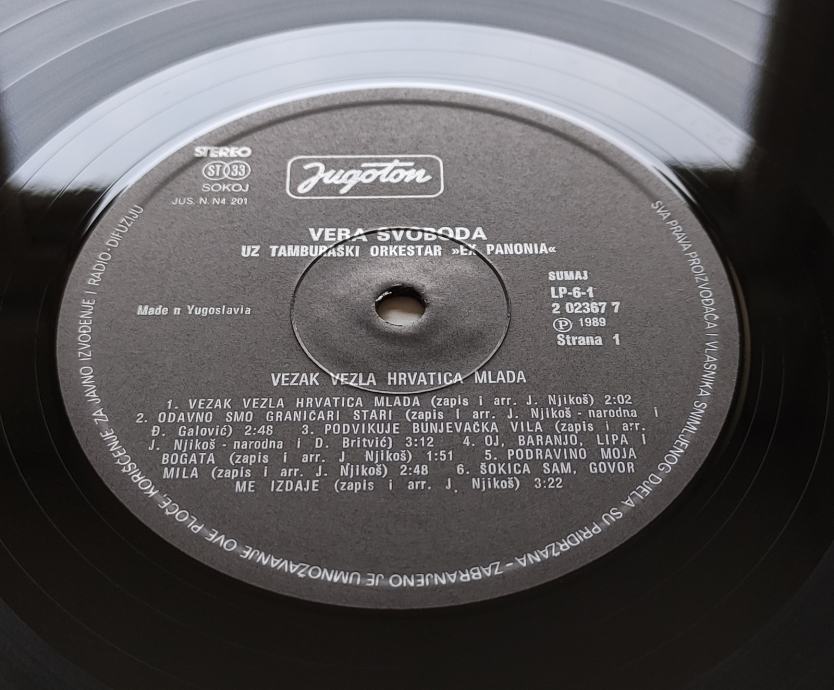 STEREO
ST 33
SOKOJ
JUS. N. N4. 201
Jugoton
VERA SVOBODA
UZ TAMBURAŠKI ORKESTAR »EX PANONIA«
SUMAJ
LP-6-1
2 02367 7
Ⓟ 1989
Strana 1
Made n Yugoslavia
VEZAK VEZLA HRVATICA MLADA
1. VEZAK VEZLA HRVATICA MLADA (zapis i arr. J. Njikoš) 2:02
2. ODAVNO SMO GRANIČARI STARI (zapis i arr. J. Njikoš - narodna i
Đ. Galović) 2:48 3. PODVIKUJE BUNJEVAČKA VILA (zapis i arr.
J. Njikoš - narodna i D. Britvić) 3:12 4. OJ, BARANJO, LIPA I
BOGATA (zapis i arr. J Njikoš) 1:51 5. PODRAVINO MOJA
MILA (zapis i arr. J. Njikoš) 2:48 6. ŠOKICA SAM, GOVOR
ME IZDAJE (zapis i arr. J. Njikoš) 3:22
SVA PRAVA PROIZVOĐAČA I VLASNIKA SNIMLJENOG DJELA SU PRIDRŽANA - ZABRANJENO JE UMNOŽAVANJE OVE PLOČE, KORIŠĆENJE ZA JAVNO IZVOĐENJE I RADIO-DIFUZIJU